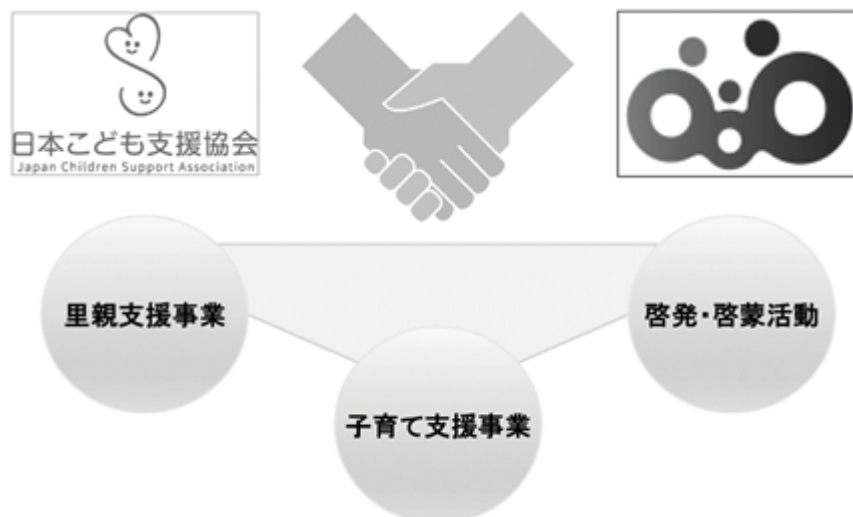 日本こども支援協会
Japan Children Support Association
里親支援事業
啓発・啓蒙活動
子育て支援事業